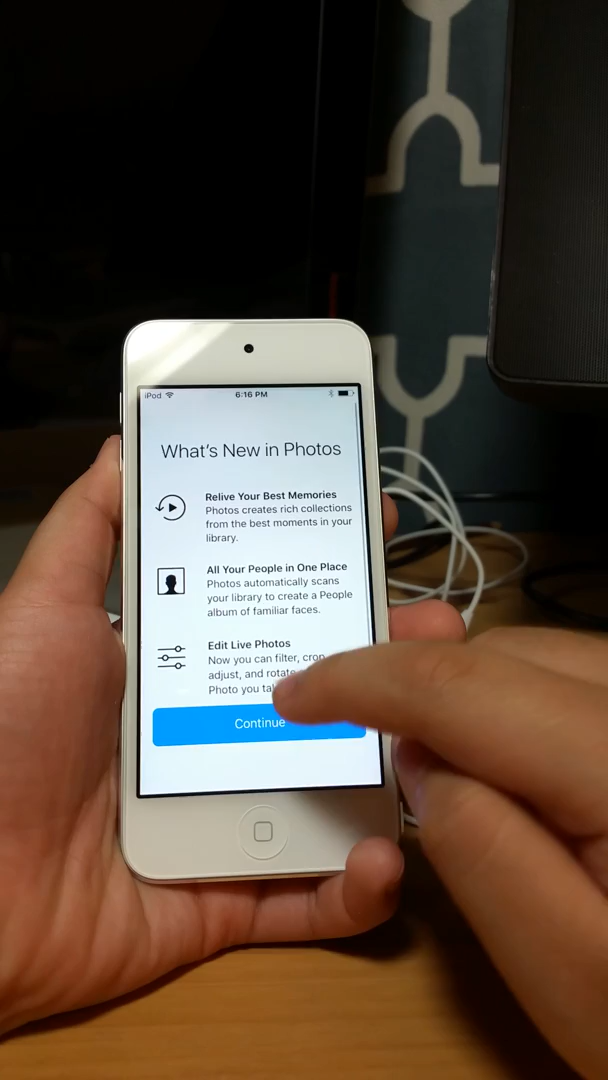 iPod 6:16 PM
What's New in Photos
Relive Your Best Memories
Photos creates rich collections
from the best moments in your
library.
All Your People in One Place
Photos automatically scans
your library to create a People
album of familiar faces.
Edit Live Photos
Now you can filter, crop
adjust, and rotate
Photo you
Continue